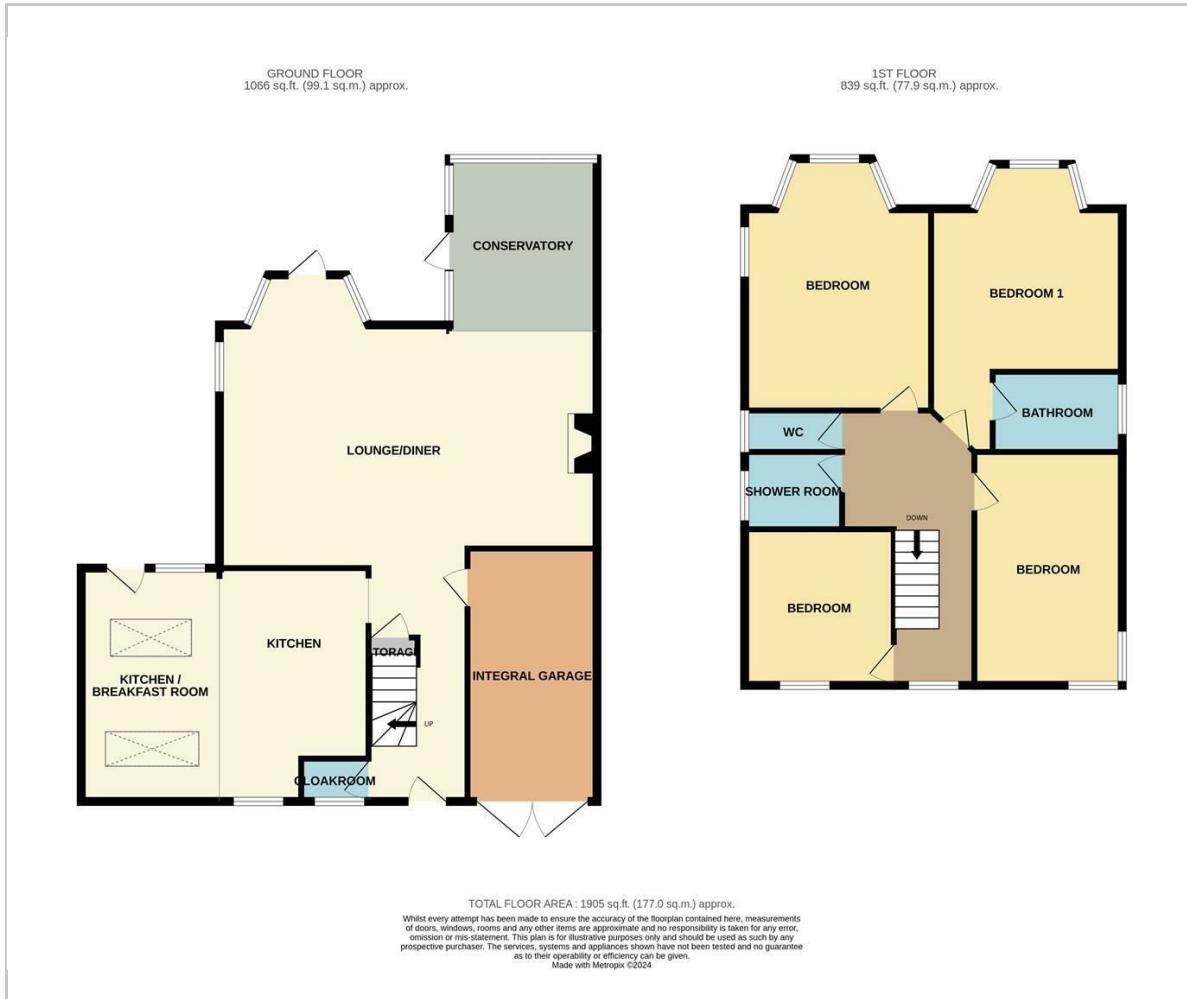 GROUND FLOOR
1066 sq.ft. (99.1 sq.m.) approx.
1ST FLOOR
839 sq.ft. (77.9 sq.m.) approx.
CONSERVATORY
LOUNGE/DINER
KITCHEN
KITCHEN /
BREAKFAST ROOM
STORAGE
UP
INTEGRAL GARAGE
CLOAKROOM
BEDROOM
BEDROOM 1
BATHROOM
WC
SHOWER ROOM
DOWN
BEDROOM
BEDROOM
TOTAL FLOOR AREA : 1905 sq.ft. (177.0 sq.m.) approx.
Whilst every attempt has been made to ensure the accuracy of the floorplan contained here, measurements
of doors, windows, rooms and any other items are approximate and no responsibility is taken for any error,
omission or mis-statement. This plan is for illustrative purposes only and should be used as such by any
prospective purchaser. The services, systems and appliances shown have not been tested and no guarantee
as to their operability or efficiency can be given.
Made with Metropix ©2024